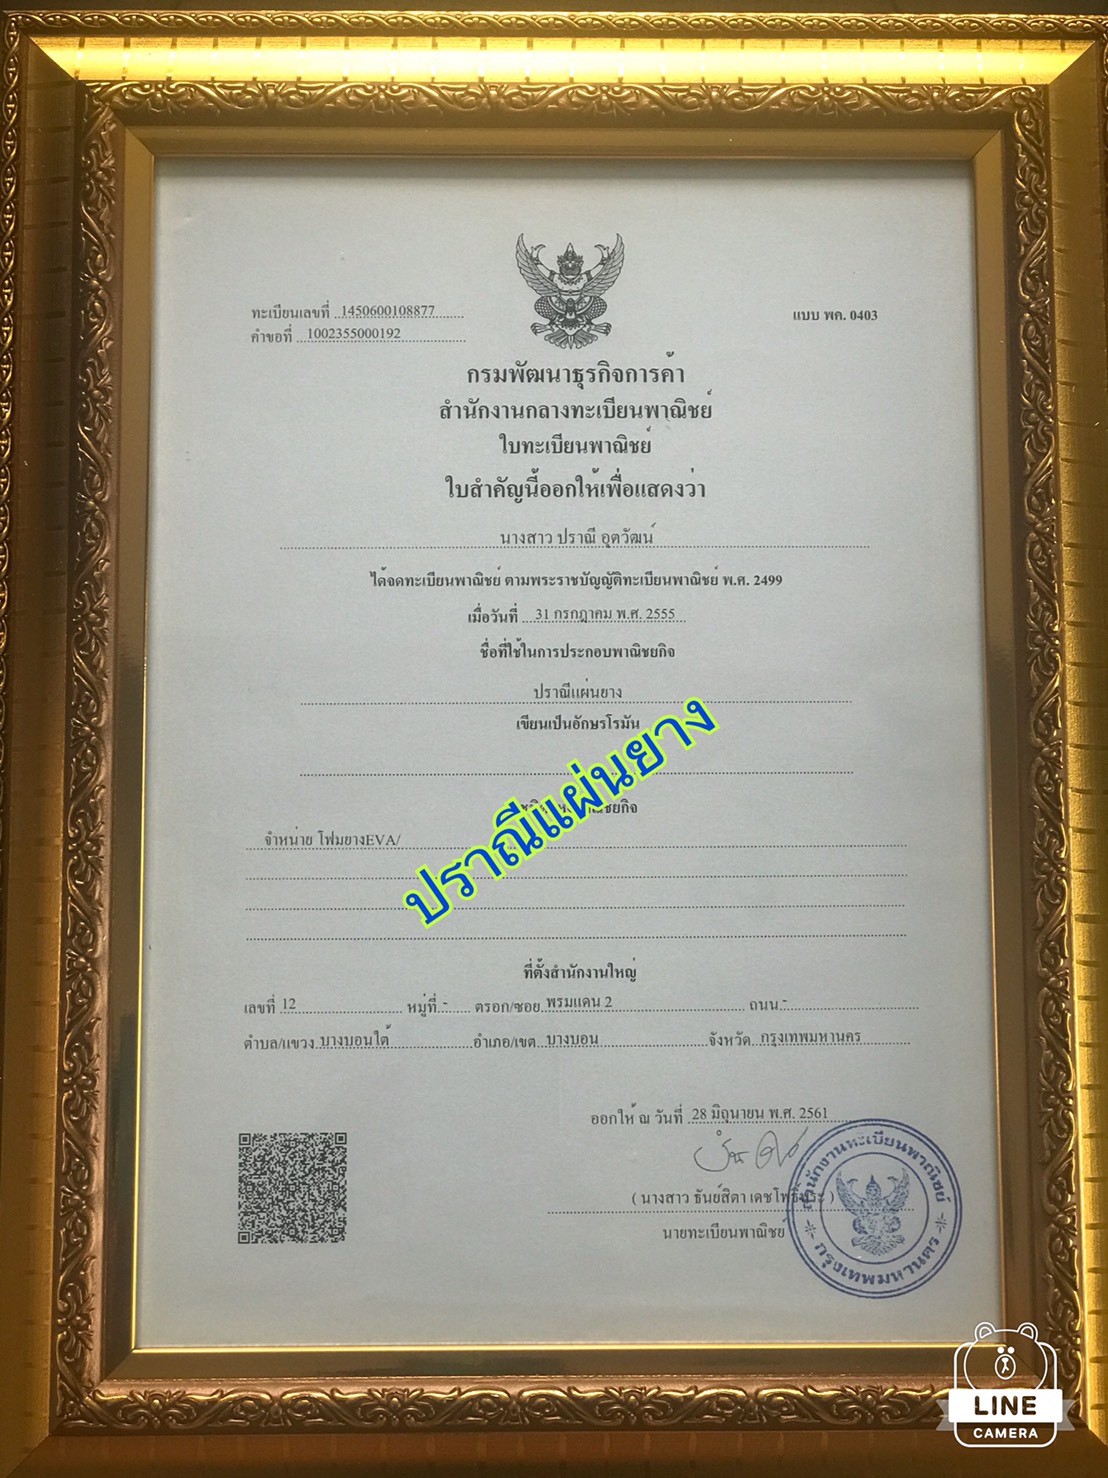 ทะเบียนเลขที่ 1450600108877
คำขอที่ 1002355000192
แบบ พค. 0403
กรมพัฒนาธุรกิจการค้า
สำนักงานกลางทะเบียนพาณิชย์
ใบทะเบียนพาณิชย์
ใบสำคัญนี้ออกให้เพื่อแสดงว่า
นางสาว ปราณี อุตวัฒน์
ได้จดทะเบียนพาณิชย์ ตามพระราชบัญญัติทะเบียนพาณิชย์ พ.ศ. 2499
เมื่อวันที่ 31 กรกฎาคม พ.ศ. 2555
ชื่อที่ใช้ในการประกอบพาณิชยกิจ
ปราณีแผ่นยาง
เขียนเป็นอักษรโรมัน
ปราณีแผ่นยาง
จำหน่าย โฟมยางEVA/
ที่ตั้งสำนักงานใหญ่
เลขที่ 12 หมู่ที่ - ตรอก/ซอย พรมแดน 2 ถนน -
ตำบล/แขวง บางบอนใต้ อำเภอ/เขต บางบอน จังหวัด กรุงเทพมหานคร
ออกให้ ณ วันที่ 28 มิถุนายน พ.ศ. 2561
( นางสาว ธันย์สิตา )
นายทะเบียนพาณิชย์
สำนักงานทะเบียนพาณิชย์
กรุงเทพมหานคร
LINE
CAMERA